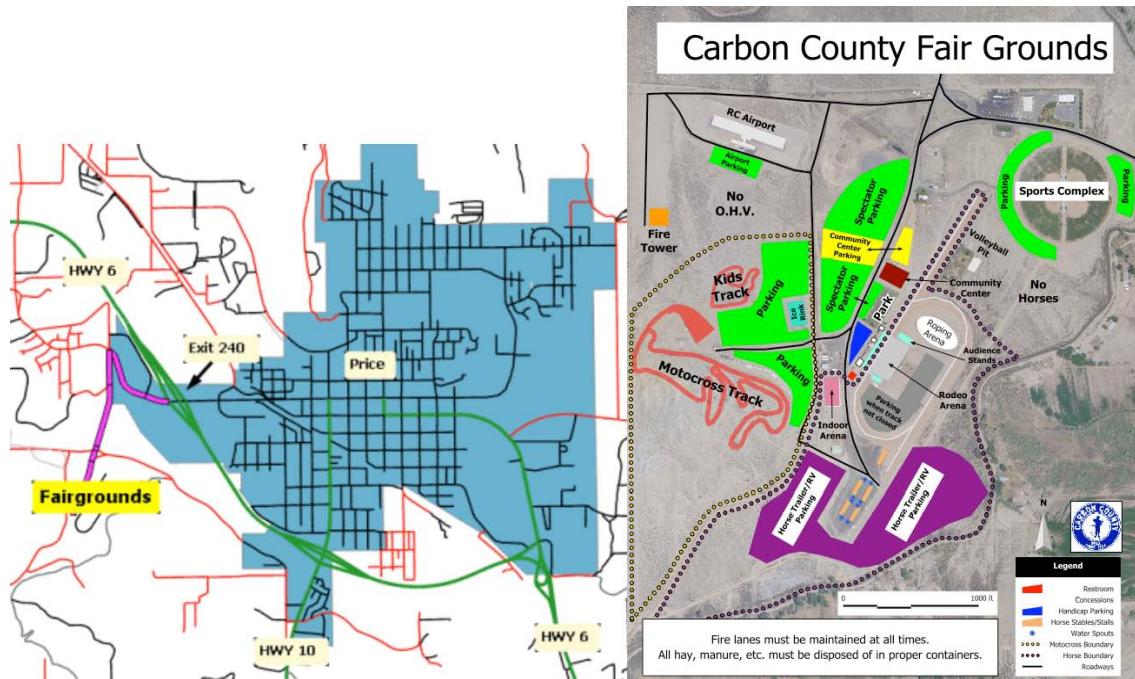 HWY 6
Exit 240
Price
Fairgrounds
HWY 10
HWY 6
Carbon County Fair Grounds
RC Airport
Airport
Parking
No
O.H.V.
Fire
Tower
Spectator
Parking
Community
Center
Parking
Parking
Sports Complex
Parking
Volleyball
Pit
No
Horses
Kids
Track
Parking
Ice
Rink
Spectator
Parking
Park
Community
Center
Roping
Arena
Audience
Stands
Motocross Track
Parking
Rodeo
Arena
Parking
when track
not closed
Indoor
Arena
Horse Trailer/RV
Parking
Horse Trailer/RV
Parking
N
CARBON COUNTY
0
1000 ft.
Fire lanes must be maintained at all times.
All hay, manure, etc. must be disposed of in proper containers.
Legend
Restroom
Concessions
Handicap Parking
Horse Stables/Stalls
Water Spouts
Motocross Boundary
Horse Boundary
Roadways